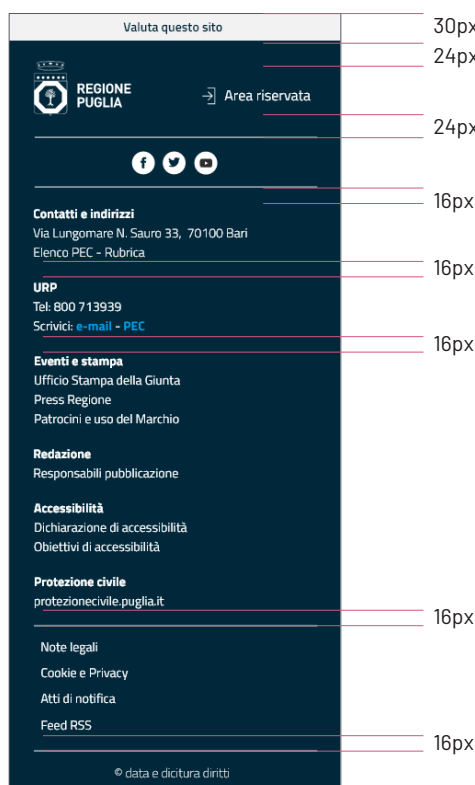 Valuta questo sito
30px
24px
REGIONE
PUGLIA
Area riservata
24px
16px
Contatti e indirizzi
Via Lungomare N. Sauro 33, 70100 Bari
Elenco PEC - Rubrica
16px
URP
Tel: 800 713939
Scrivici: e-mail - PEC
16px
Eventi e stampa
Ufficio Stampa della Giunta
Press Regione
Patrocini e uso del Marchio
Redazione
Responsabili pubblicazione
Accessibilità
Dichiarazione di accessibilità
Obiettivi di accessibilità
Protezione civile
protezionecivile.puglia.it
16px
Note legali
Cookie e Privacy
Atti di notifica
Feed RSS
16px
© data e dicitura diritti